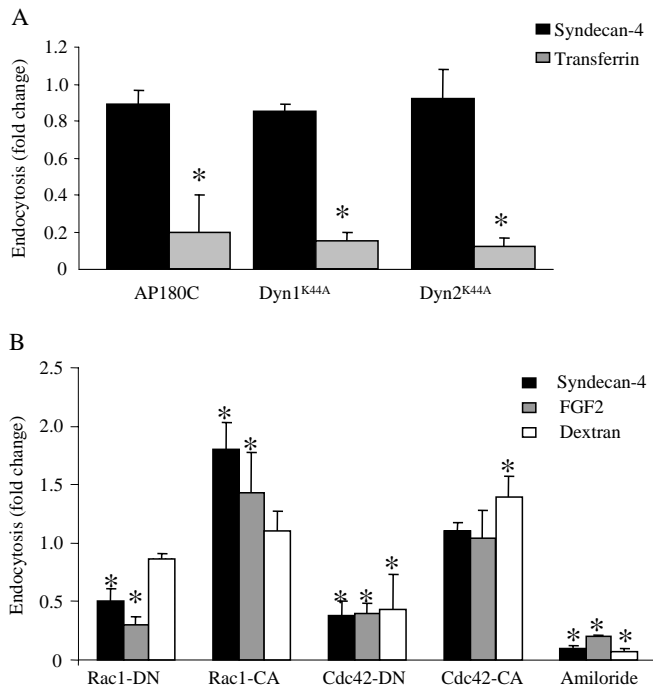 A
Syndecan-4
Transferrin
Endocytosis (fold change)
1.2
1.0
0.8
0.6
0.4
0.2
0
* * *
AP180C Dyn1K44A Dyn2K44A
B
Syndecan-4
FGF2
Dextran
Endocytosis (fold change)
2.5
2.0
1.5
1.0
0.5
0
* * * * * * * * * * *
Rac1-DN Rac1-CA Cdc42-DN Cdc42-CA Amiloride